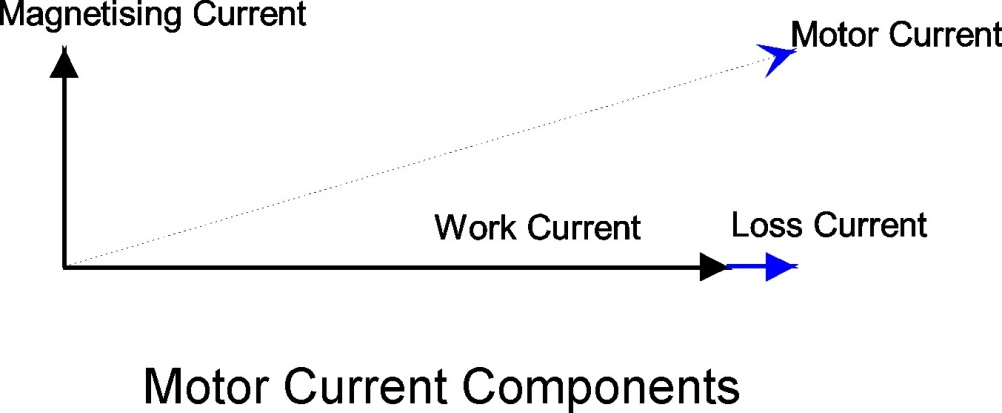 Magnetising Current
Motor Current
Work Current
Loss Current
Motor Current Components